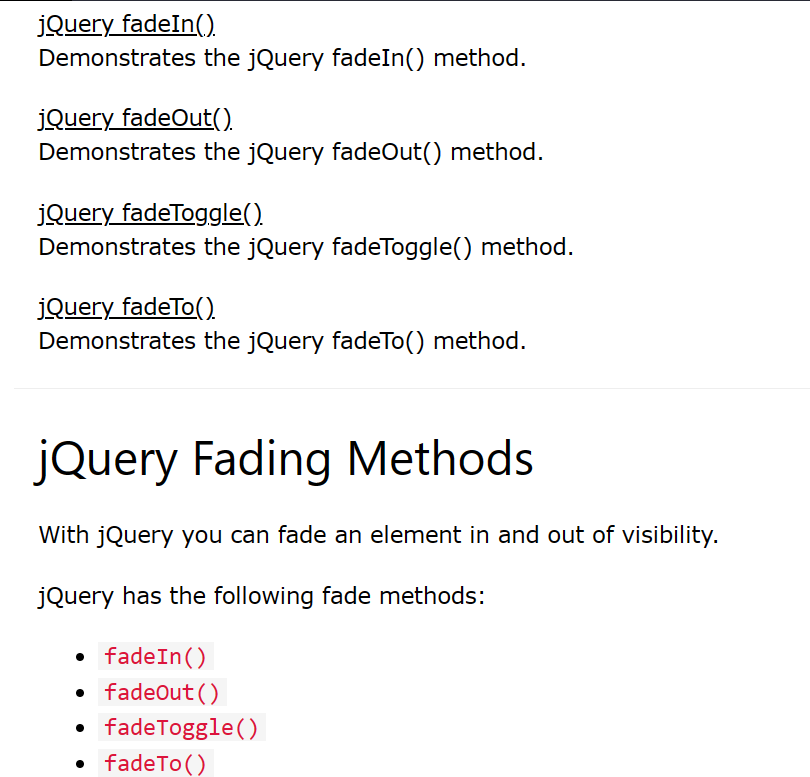 jQuery fadeIn()
Demonstrates the jQuery fadeIn() method.
jQuery fadeOut()
Demonstrates the jQuery fadeOut() method.
jQuery fadeToggle()
Demonstrates the jQuery fadeToggle() method.
jQuery fadeTo()
Demonstrates the jQuery fadeTo() method.
jQuery Fading Methods
With jQuery you can fade an element in and out of visibility.
jQuery has the following fade methods:
• fadeIn()
• fadeOut()
• fadeToggle()
• fadeTo()